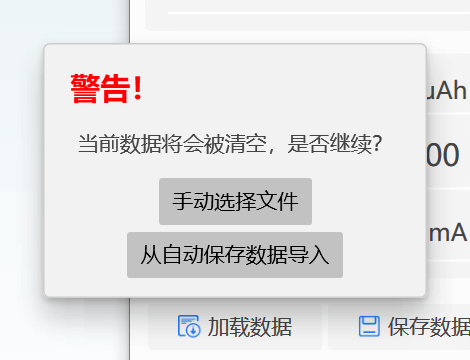 警告！
当前数据将会被清空，是否继续?
手动选择文件
从自动保存数据导入
uAh
00
mA
加载数据
保存数据